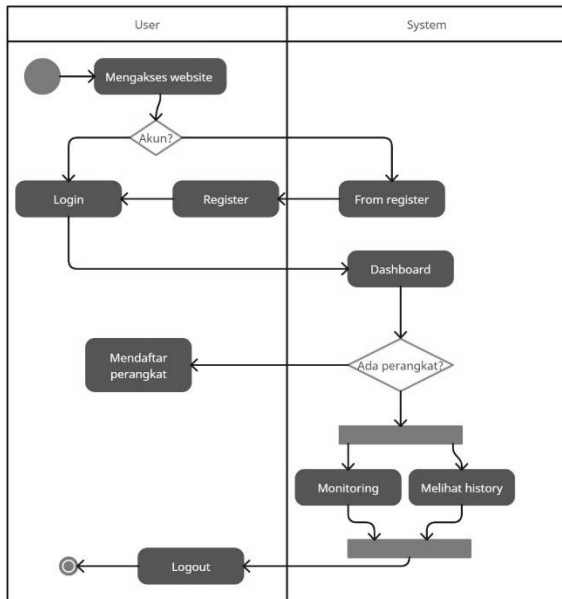 User
System
Mengakses website
Akun?
Login
Register
From register
Dashboard
Mendaftar
perangkat
Ada perangkat?
Monitoring
Melihat history
Logout